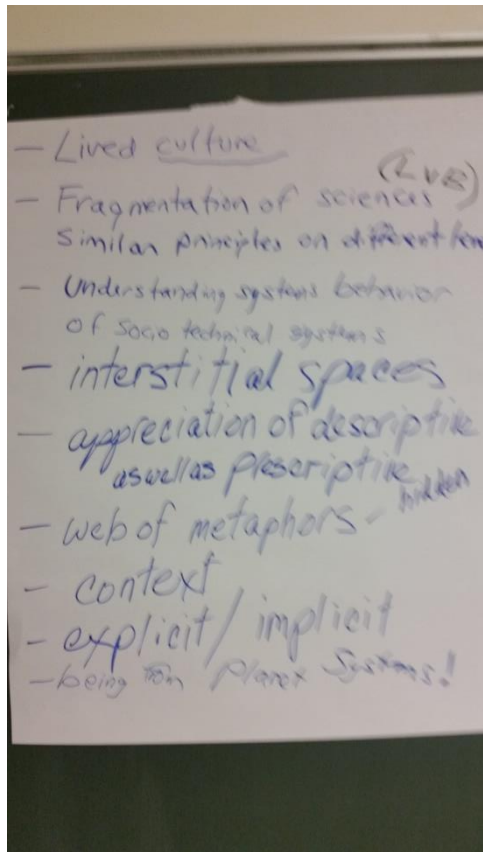 - Lived culture
(LvB)
- Fragmentation of sciences
Similar principles on different
- Understanding systems behavior
of socio technical systems
- interstitial spaces
- appreciation of descriptive
as well as prescriptive
- web of metaphors - hidden
- context
- explicit / implicit
- being from Planet Systems!